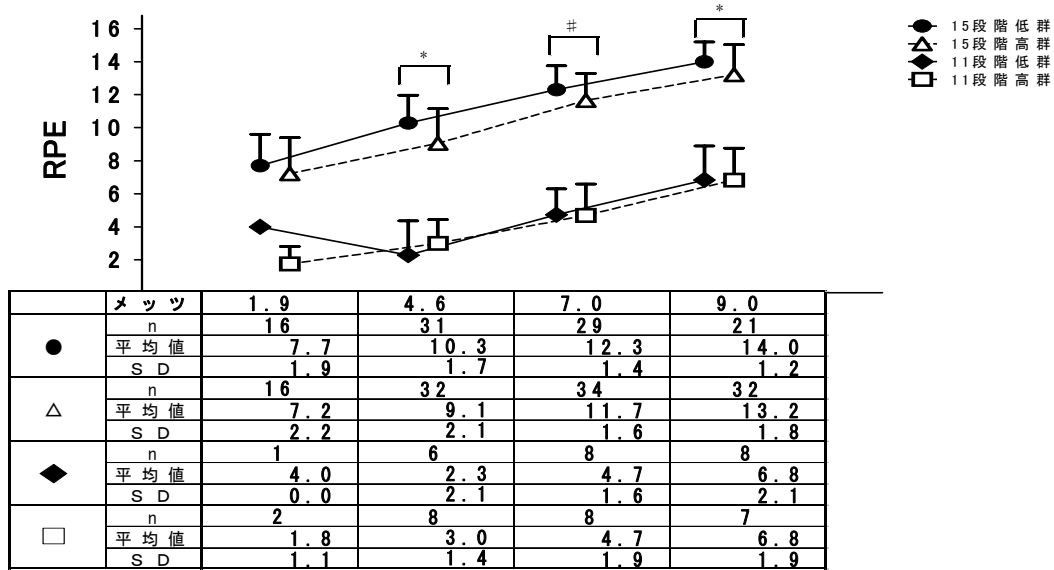 16
14
12
10
8
6
4
2
RPE
*
#
*
15段階低群
15段階高群
11段階低群
11段階高群
メッツ 1.9 4.6 7.0 9.0
n 16 31 29 21
平均値 7.7 10.3 12.3 14.0
SD 1.9 1.7 1.4 1.2
n 16 32 34 32
平均値 7.2 9.1 11.7 13.2
SD 2.2 2.1 1.6 1.8
n 1 6 8 8
平均値 4.0 2.3 4.7 6.8
SD 0.0 2.1 1.6 2.1
n 2 8 8 7
平均値 1.8 3.0 4.7 6.8
SD 1.1 1.4 1.9 1.9